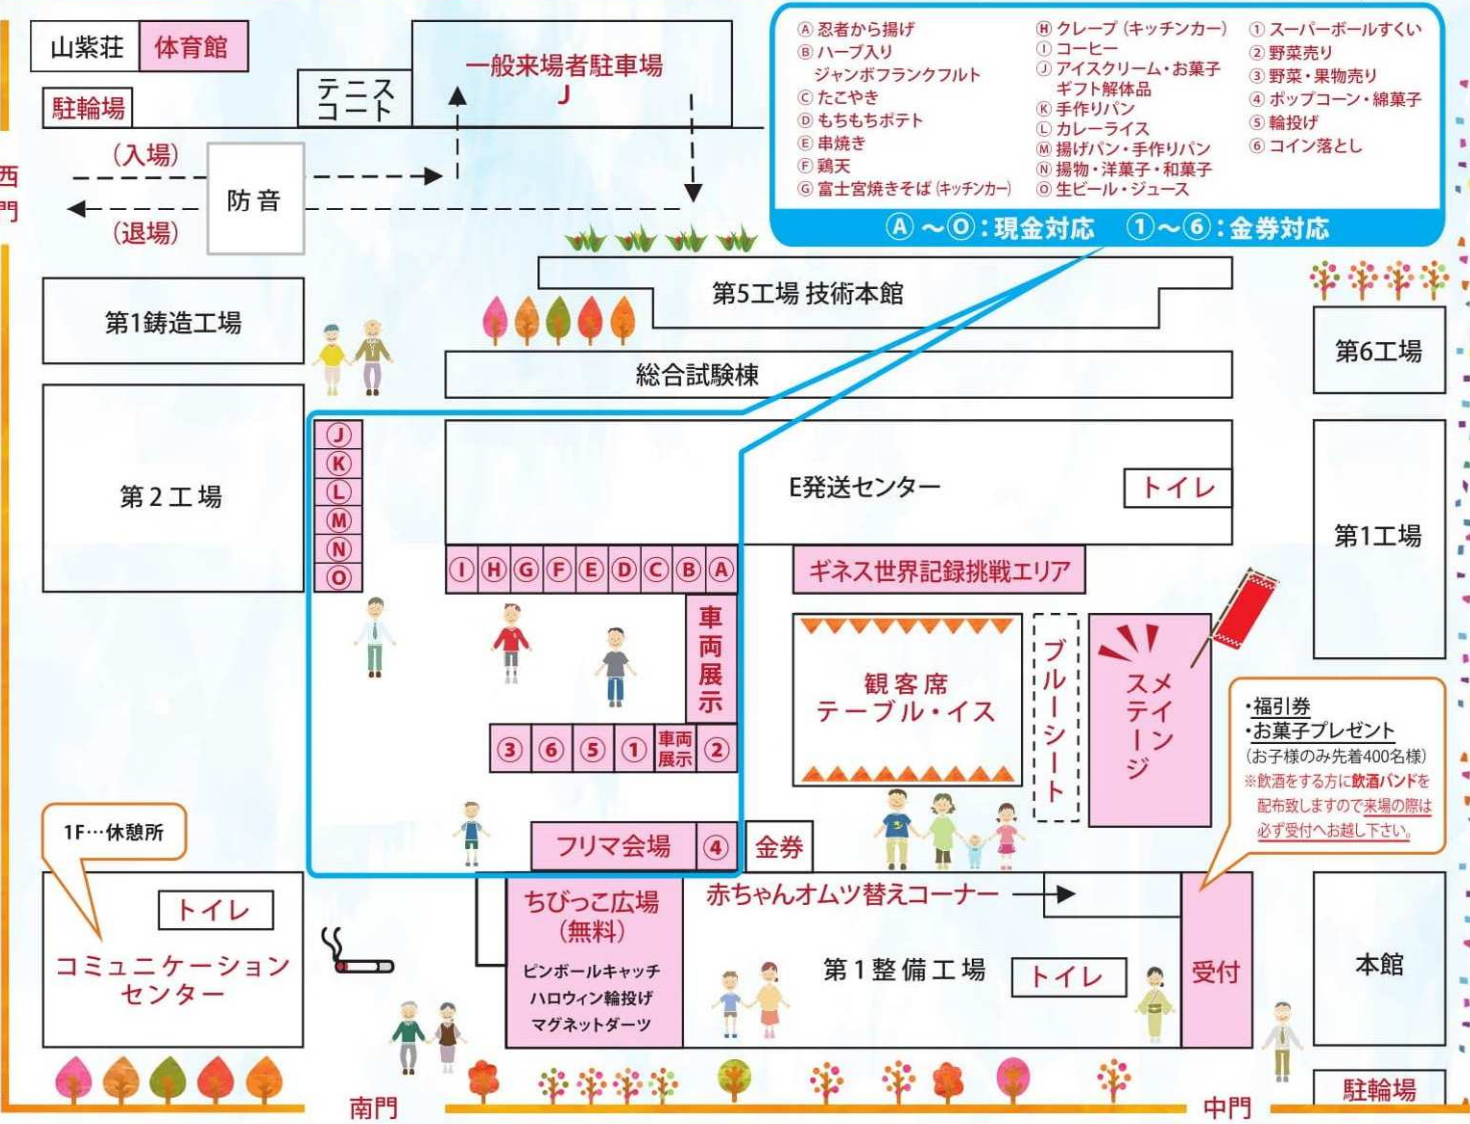 山紫荘
体育館
駐輪場
テニス
コート
一般来場者駐車場
J
(入場)
西
門
防音
(退場)
Ⓐ 忍者から揚げ
Ⓑ ハーブ入り
ジャンボフランクフルト
Ⓒ たこやき
Ⓓ もちもちポテト
Ⓔ 串焼き
Ⓕ 鶏天
Ⓖ 富士宮焼きそば(キッチンカー)
Ⓗ クレープ(キッチンカー)
Ⓘ コーヒー
Ⓙ アイスクリーム・お菓子
ギフト解体品
Ⓚ 手作りパン
Ⓛ カレーライス
Ⓜ 揚げパン・手作りパン
Ⓝ 揚物・洋菓子・和菓子
Ⓞ 生ビール・ジュース
① スーパーボールすくい
② 野菜売り
③ 野菜・果物売り
④ ポップコーン・綿菓子
⑤ 輪投げ
⑥ コイン落とし
Ⓐ〜Ⓞ:現金対応 ①〜⑥:金券対応
第1鋳造工場
第5工場 技術本館
総合試験棟
第6工場
第2工場
Ⓙ
Ⓚ
Ⓛ
Ⓜ
Ⓝ
Ⓞ
E発送センター
トイレ
第1工場
Ⓘ Ⓗ Ⓖ Ⓕ Ⓔ Ⓓ Ⓒ Ⓑ Ⓐ
ギネス世界記録挑戦エリア
車両展示
③ ⑥ ⑤ ①
車両
展示
②
観客席
テーブル・イス
ブルーシート
メイン
ステージ
・福引券
・お菓子プレゼント
(お子様のみ先着400名様)
※飲酒をする方に飲酒バンドを
配布致しますので来場の際は
必ず受付へお越し下さい。
1F…休憩所
フリマ会場
④
金券
トイレ
コミュニケーション
センター
ちびっこ広場
(無料)
ピンボールキャッチ
ハロウィン輪投げ
マグネットダーツ
赤ちゃんオムツ替えコーナー
第1整備工場
トイレ
受付
本館
南門
中門
駐輪場